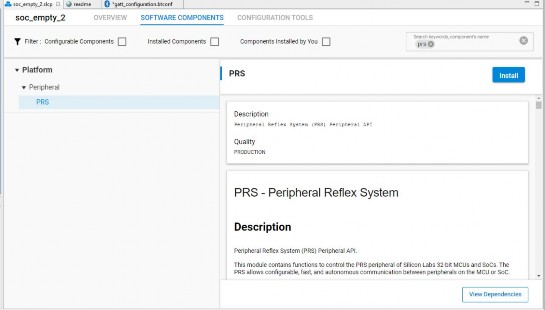 soc_empty_2.slcp
readme
*gatt_configuration.btconf
soc_empty_2
OVERVIEW
SOFTWARE COMPONENTS
CONFIGURATION TOOLS
Filter : Configurable Components
Installed Components
Components Installed by You
Search keywords, component's name
prs
Platform
Peripheral
PRS
PRS
Install
Description
Peripheral Reflex System (PRS) Peripheral API
Quality
PRODUCTION
PRS - Peripheral Reflex System
Description
Peripheral Reflex System (PRS) Peripheral API.
This module contains functions to control the PRS peripheral of Silicon Labs 32-bit MCUs and SoCs. The
PRS allows configurable, fast, and autonomous communication between peripherals on the MCU or SoC.
View Dependencies